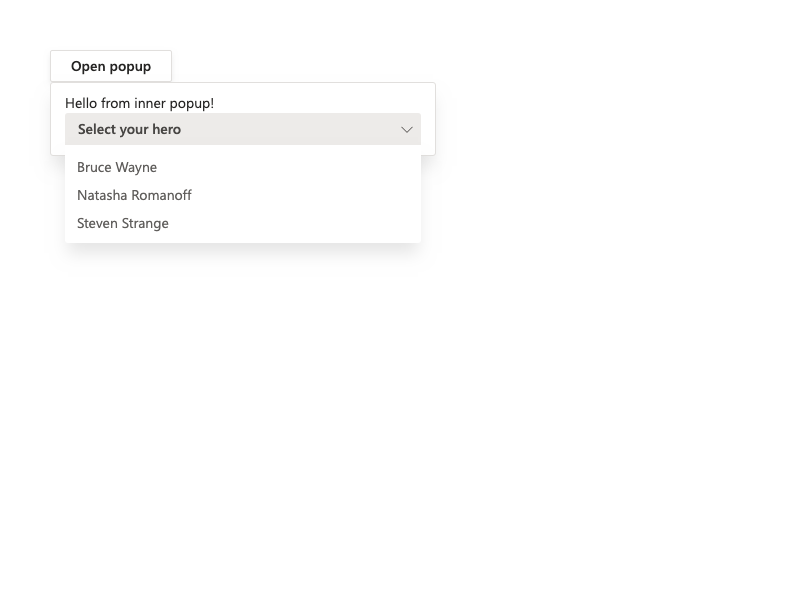 Open popup
Hello from inner popup!
Select your hero
Bruce Wayne
Natasha Romanoff
Steven Strange